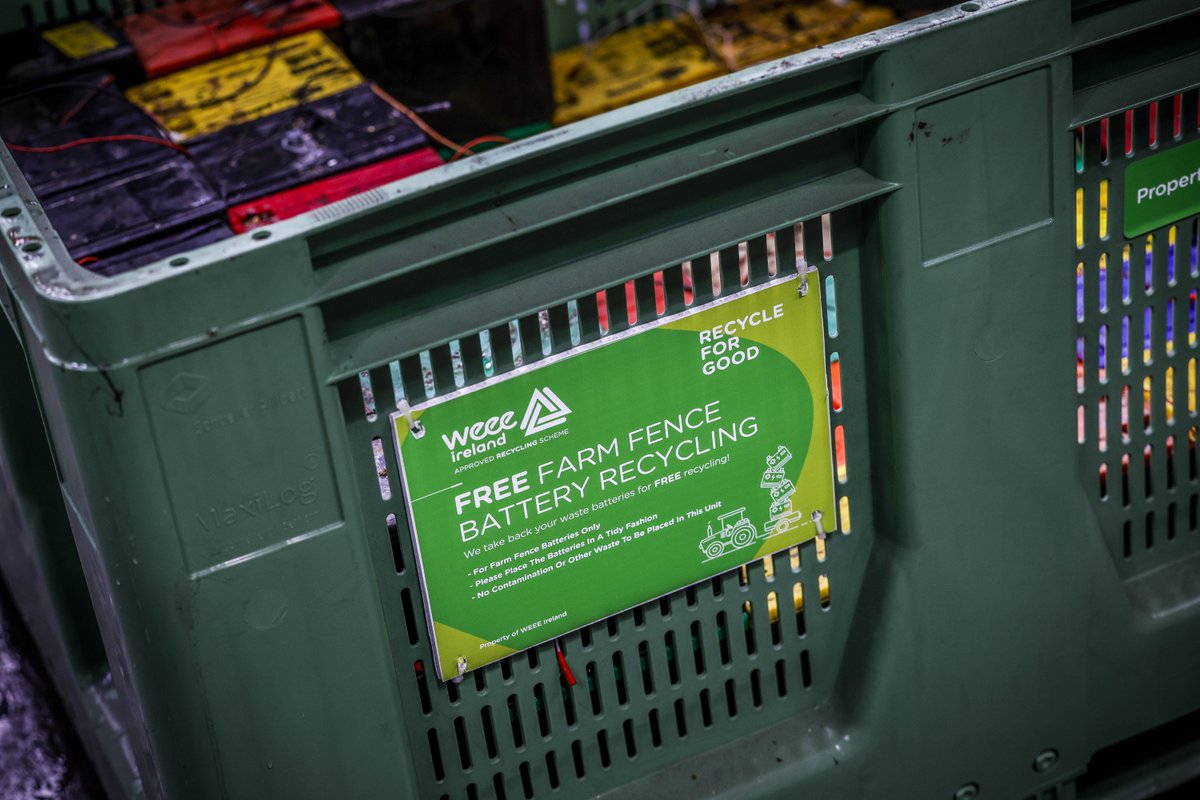 RECYCLE
FOR
GOOD
weee
ireland
APPROVED RECYCLING SCHEME
FREE FARM FENCE
BATTERY RECYCLING
We take back your waste batteries for FREE recycling!
- For Farm Fence Batteries Only
- Please Place The Batteries In A Tidy Fashion
- No Contamination Or Other Waste To Be Placed In This Unit
Property of WEEE Ireland
Propert
MaxiLog